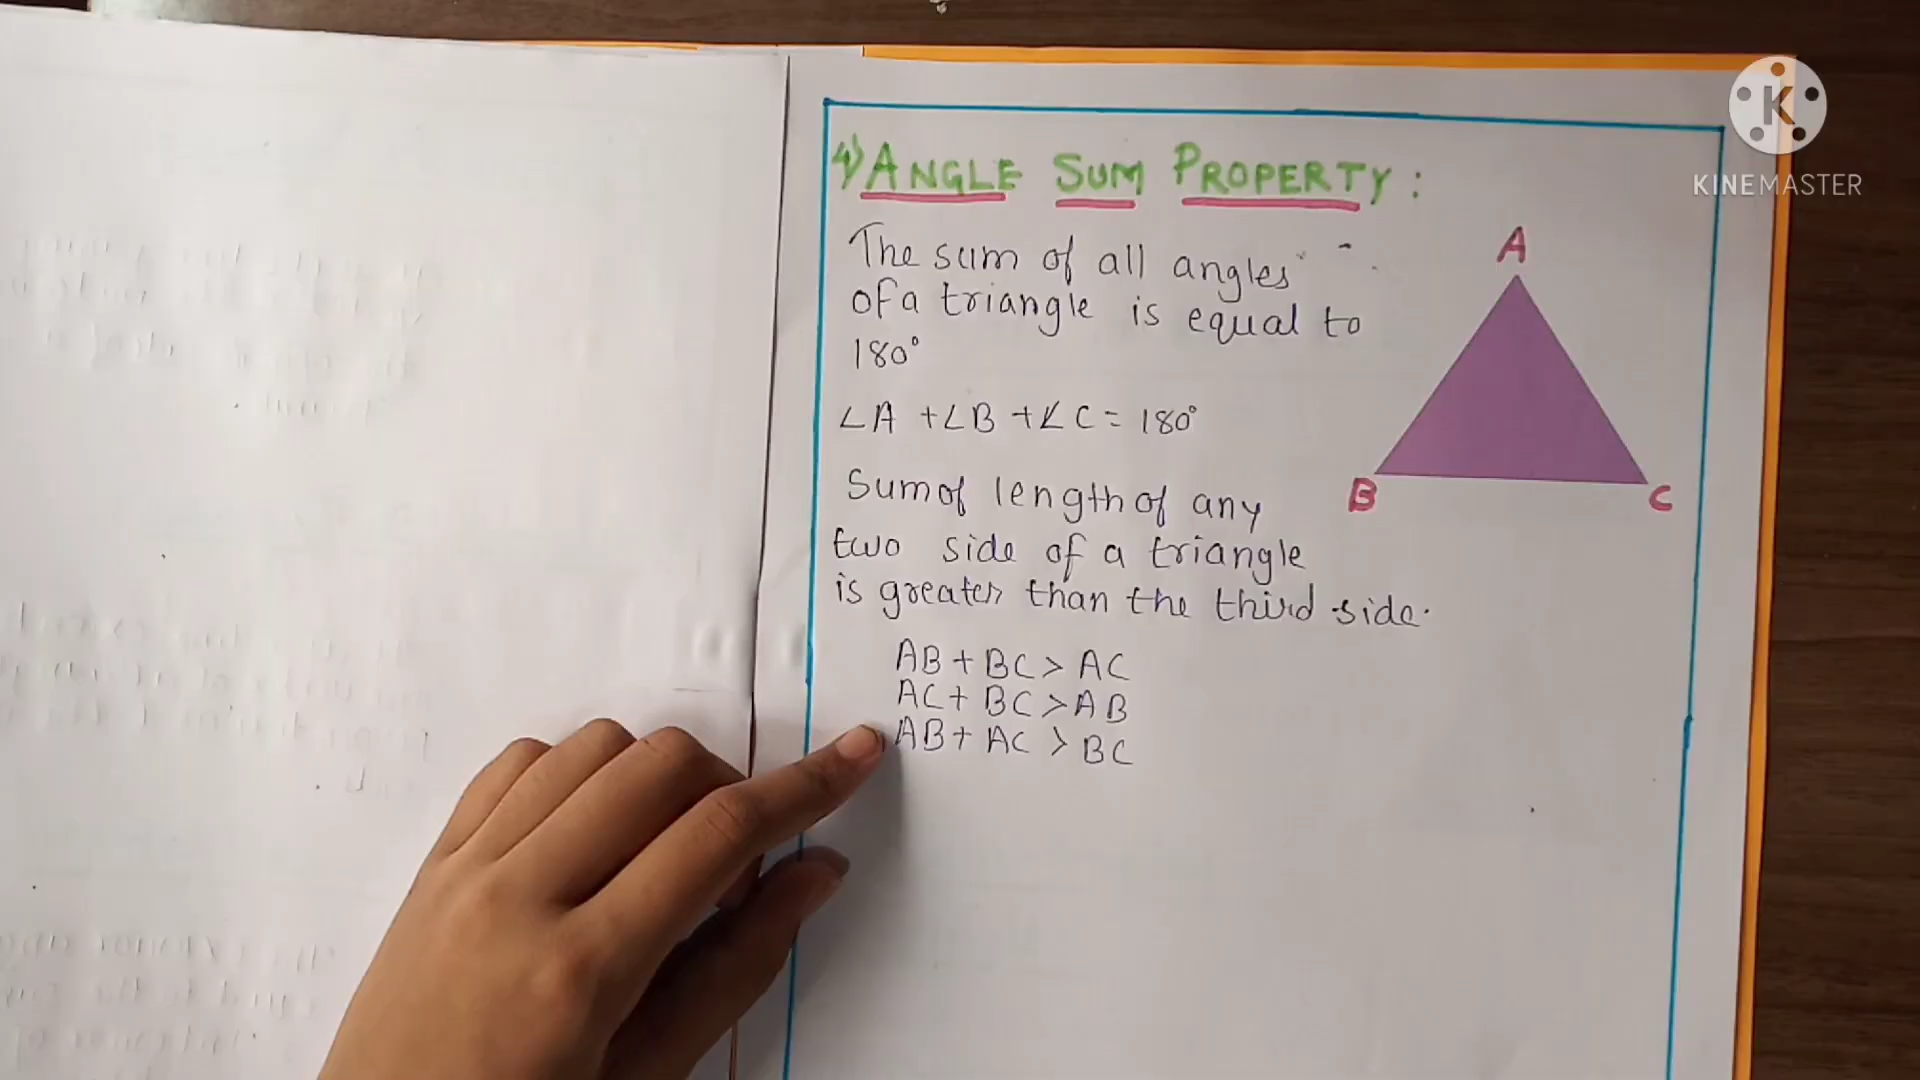 4) ANGLE SUM PROPERTY :
The sum of all angles
of a triangle is equal to
180°
∠A + ∠B + ∠C = 180°
A
B
C
Sum of length of any
two side of a triangle
is greater than the third side.
AB + BC > AC
AC + BC > AB
AB + AC > BC
K
KINEMASTER